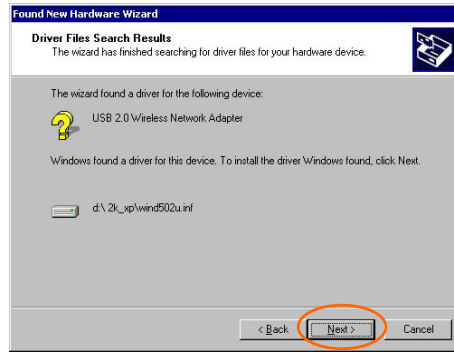 Found New Hardware Wizard
Driver Files Search Results
The wizard has finished searching for driver files for your hardware device.
The wizard found a driver for the following device:
USB 2.0 Wireless Network Adapter
Windows found a driver for this device. To install the driver Windows found, click Next.
d:\ 2k_xp\wind502u.inf
< Back Next > Cancel